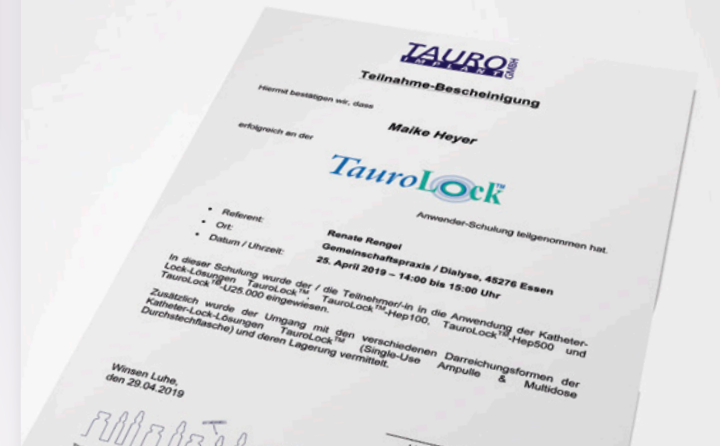 TAURO
IMPLANT
GMBH
Teilnahme-Bescheinigung
Hiermit bestätigen wir, dass
Maike Heyer
erfolgreich an der
TauroLock™
Anwender-Schulung teilgenommen hat.
• Referent: Renate Rengel
• Ort: Gemeinschaftspraxis / Dialyse, 45276 Essen
• Datum / Uhrzeit: 25. April 2019 – 14:00 bis 15:00 Uhr
In dieser Schulung wurde der / die Teilnehmer/-in in die Anwendung der Katheter-
Lock-Lösungen TauroLock™, TauroLock™-Hep100, TauroLock™-Hep500 und
TauroLock™-U25.000 eingewiesen.
Zusätzlich wurde der Umgang mit den verschiedenen Darreichungsformen der
Katheter-Lock-Lösungen TauroLock™ (Single-Use Ampulle & Multidose
Durchstechflasche) und deren Lagerung vermittelt.
Winsen Luhe,
den 29.04.2019